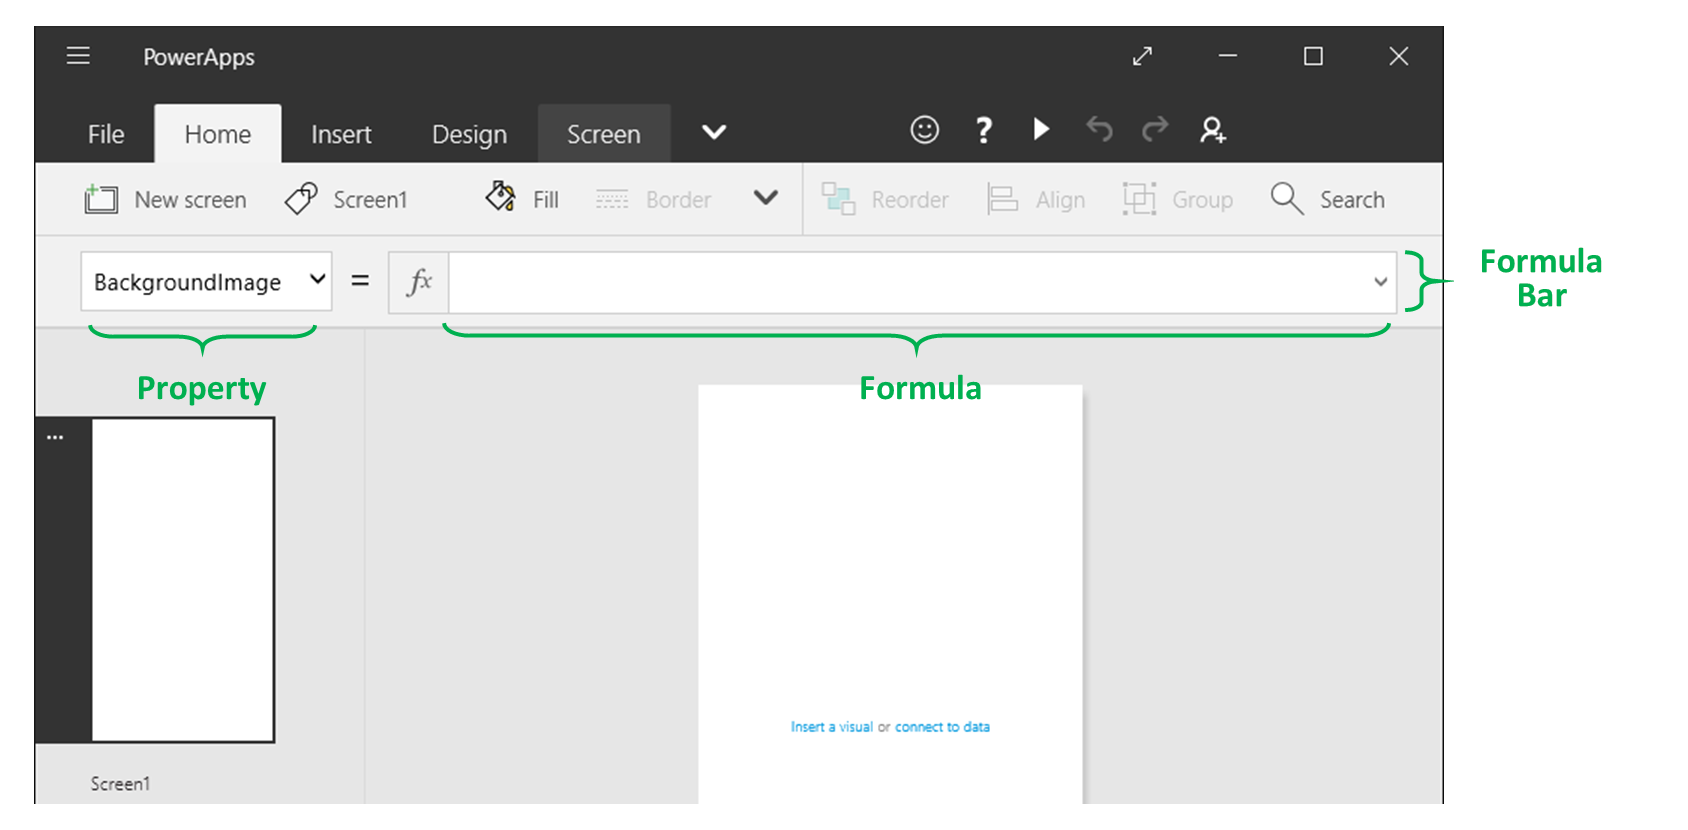 PowerApps
File Home Insert Design Screen ?
New screen Screen1 Fill Border Reorder Align Group Search
BackgroundImage = fx
Formula
Bar
Property Formula
...
Insert a visual or connect to data
Screen1